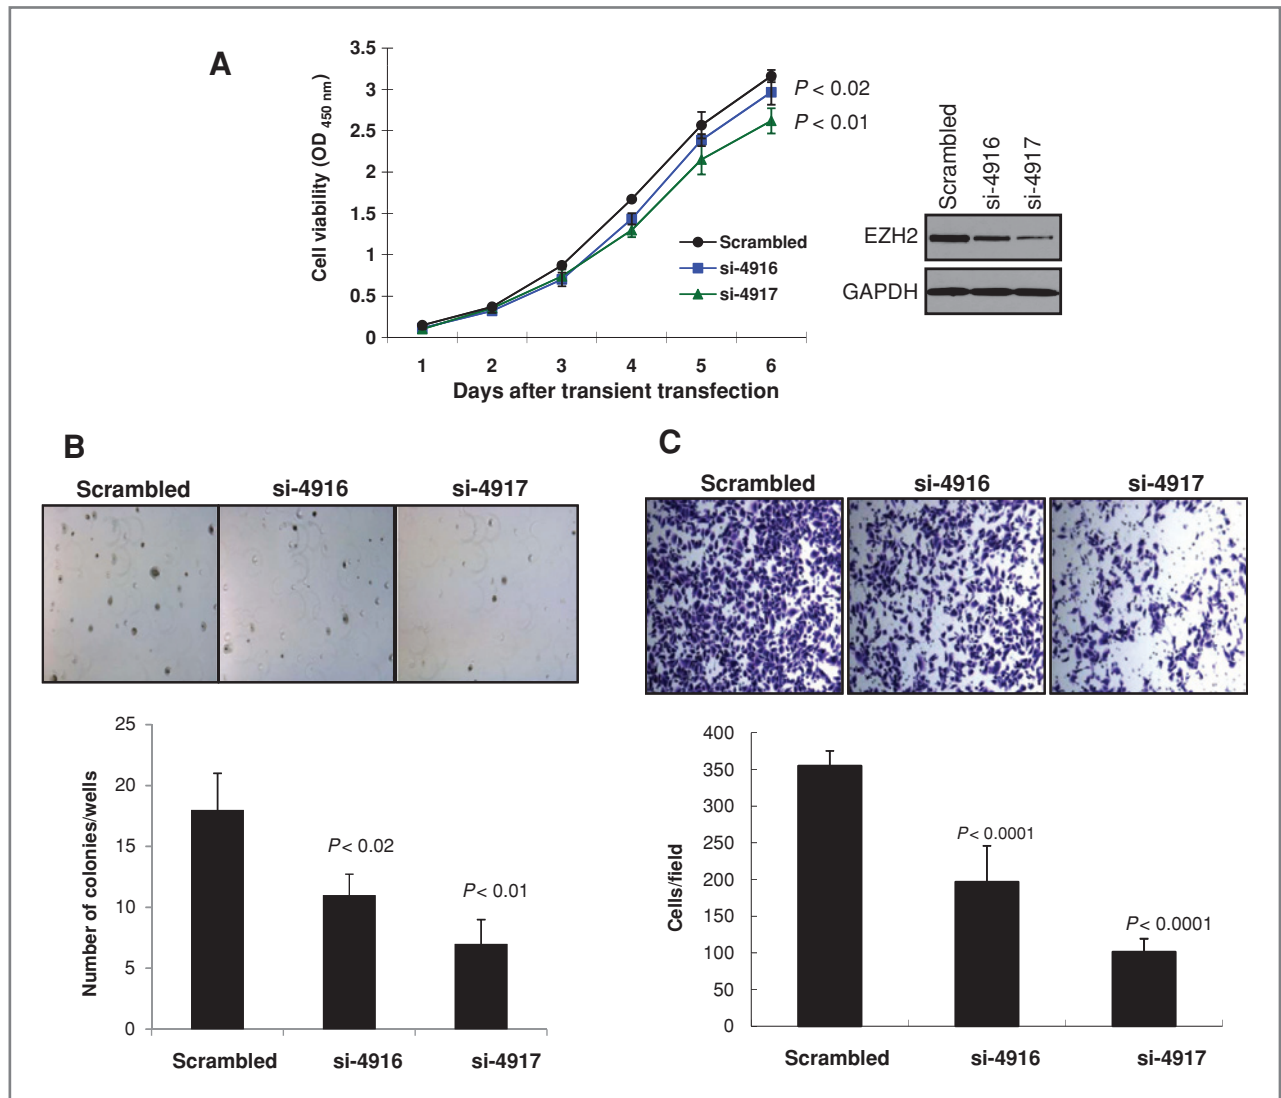 A
Cell viability (OD 450 nm)
3.5
3
2.5
2
1.5
1
0.5
0
P < 0.02
P < 0.01
Scrambled
si-4916
si-4917
1 2 3 4 5 6
Days after transient transfection
Scrambled
si-4916
si-4917
EZH2
GAPDH
B
Scrambled si-4916 si-4917
Number of colonies/wells
25
20
15
10
5
0
P < 0.02
P < 0.01
Scrambled si-4916 si-4917
C
Scrambled si-4916 si-4917
Cells/field
400
350
300
250
200
150
100
50
0
P < 0.0001
P < 0.0001
Scrambled si-4916 si-4917